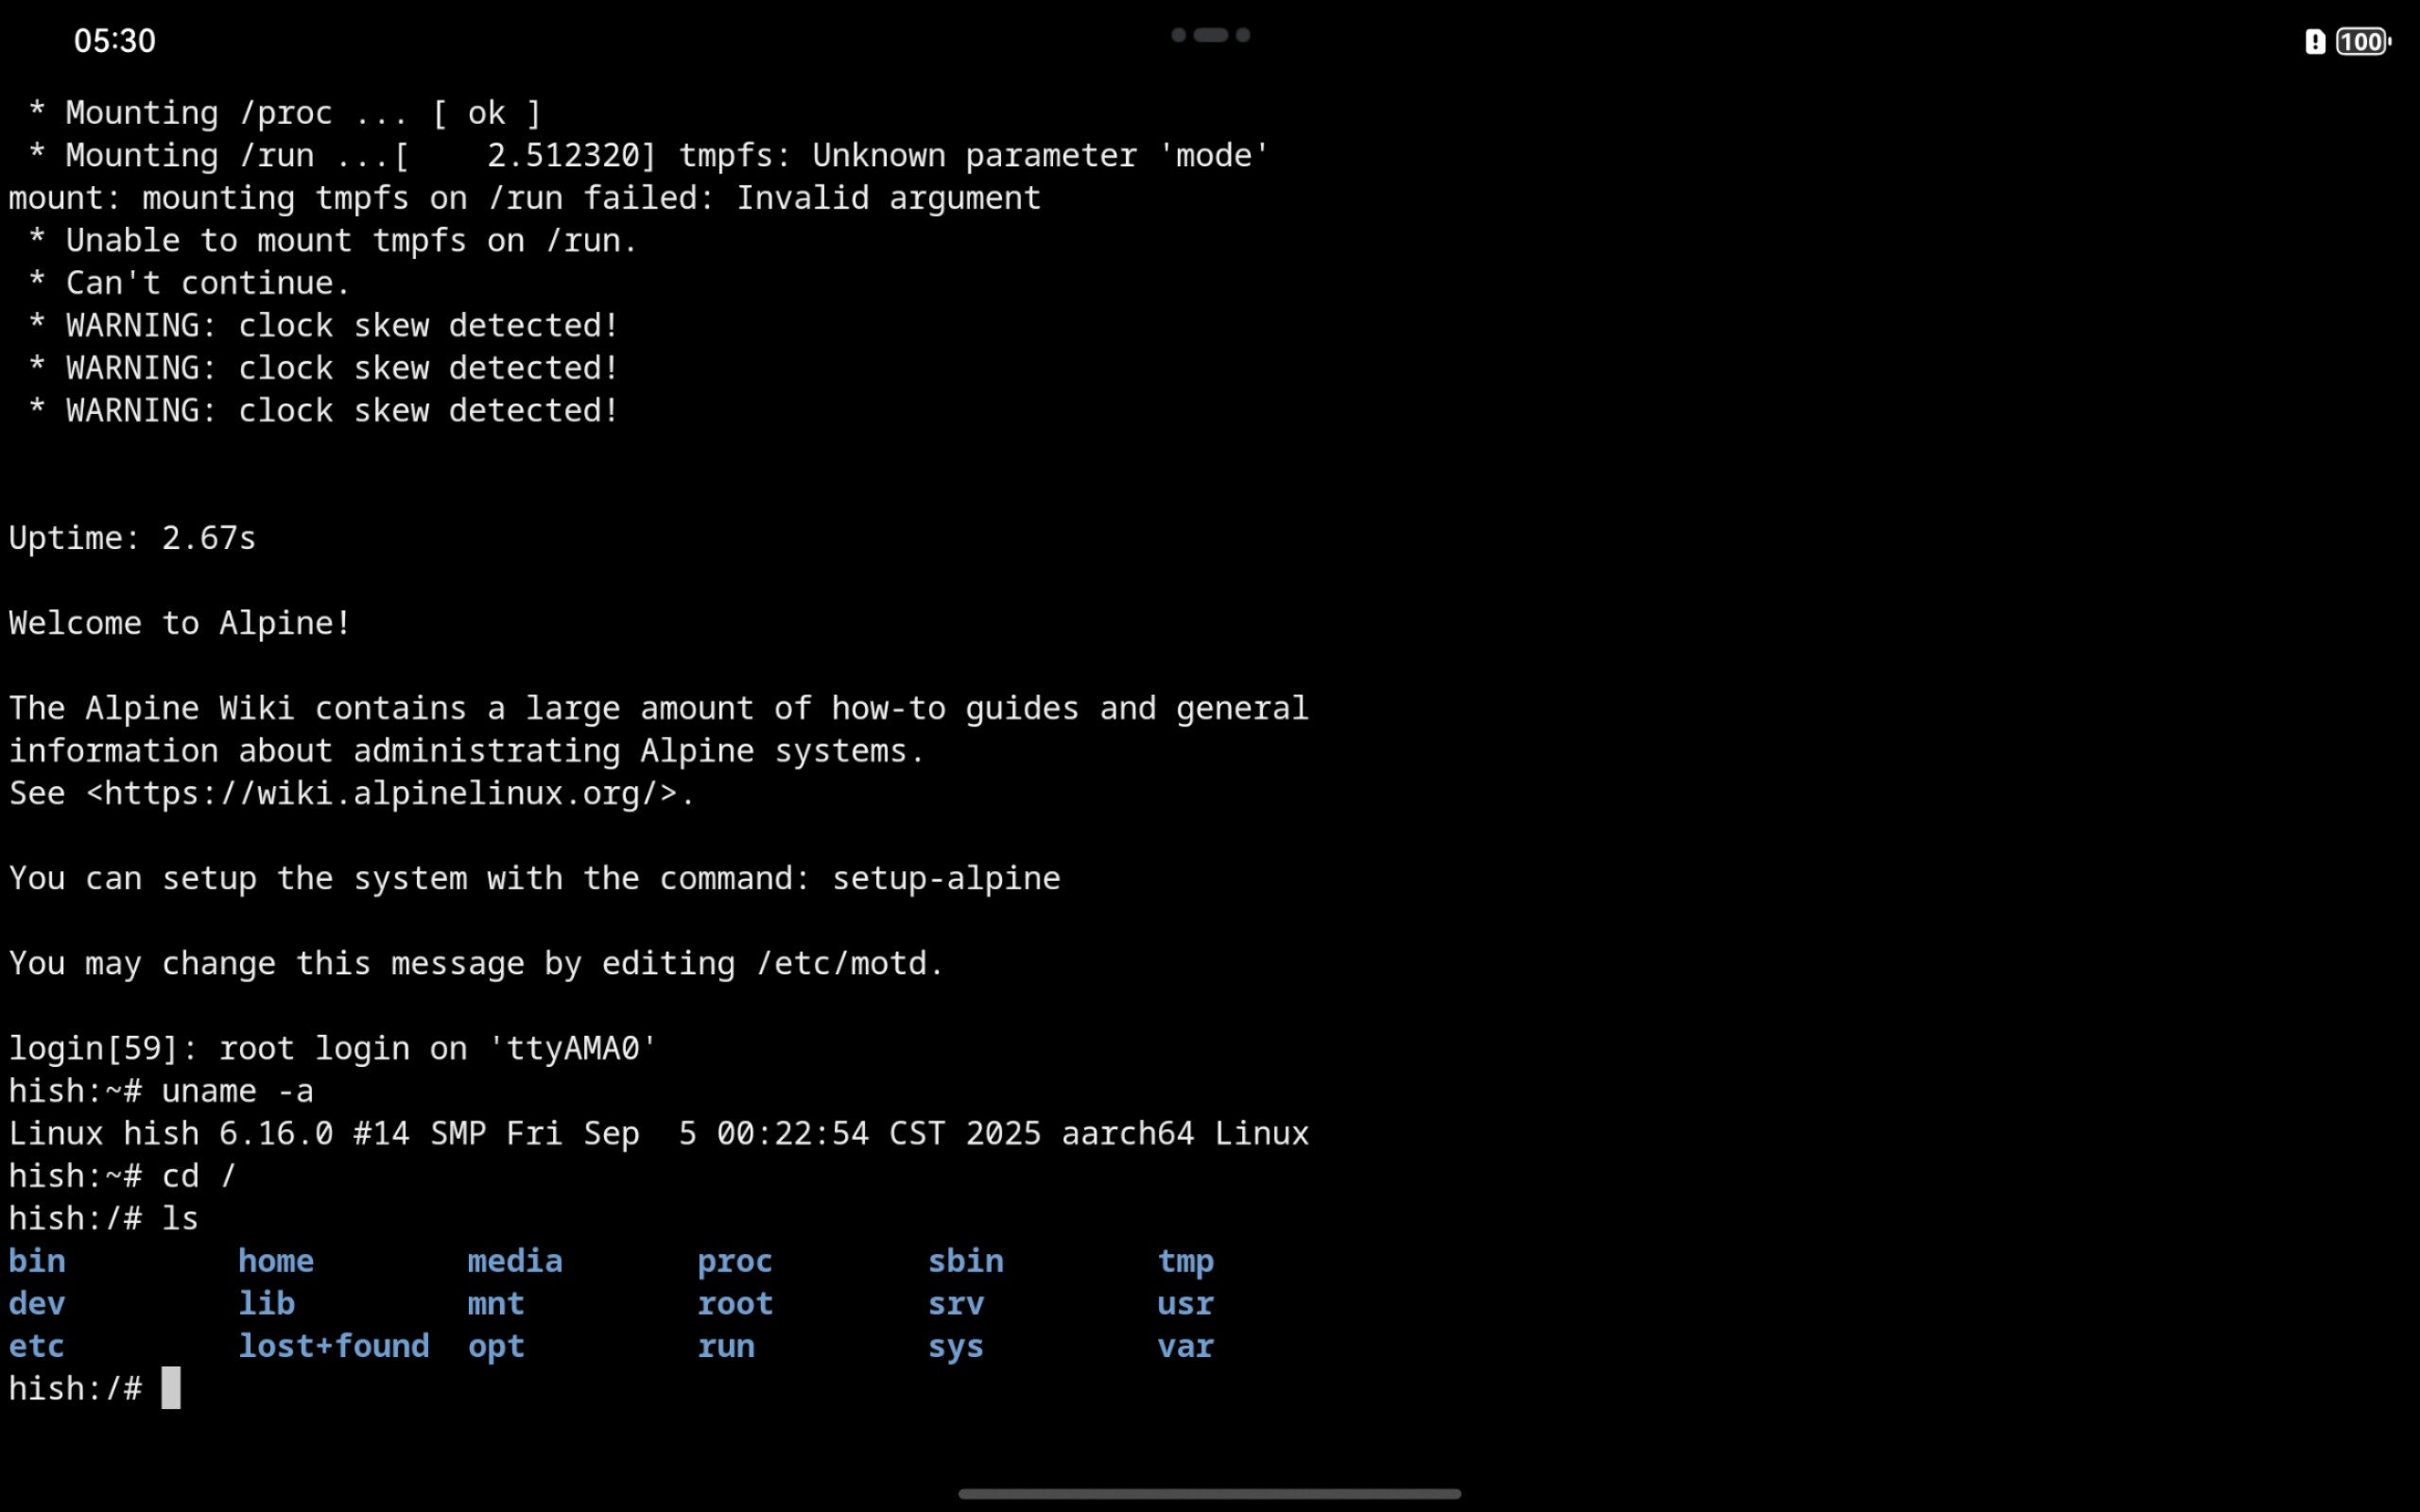 05:30
100
 * Mounting /proc ... [ ok ]
 * Mounting /run ...[    2.512320] tmpfs: Unknown parameter 'mode'
mount: mounting tmpfs on /run failed: Invalid argument
 * Unable to mount tmpfs on /run.
 * Can't continue.
 * WARNING: clock skew detected!
 * WARNING: clock skew detected!
 * WARNING: clock skew detected!
Uptime: 2.67s
Welcome to Alpine!
The Alpine Wiki contains a large amount of how-to guides and general
information about administrating Alpine systems.
See <https://wiki.alpinelinux.org/>.
You can setup the system with the command: setup-alpine
You may change this message by editing /etc/motd.
login[59]: root login on 'ttyAMA0'
hish:~# uname -a
Linux hish 6.16.0 #14 SMP Fri Sep  5 00:22:54 CST 2025 aarch64 Linux
hish:~# cd /
hish:/# ls
bin         home        media       proc        sbin        tmp
dev         lib         mnt         root        srv         usr
etc         lost+found  opt         run         sys         var
hish:/#